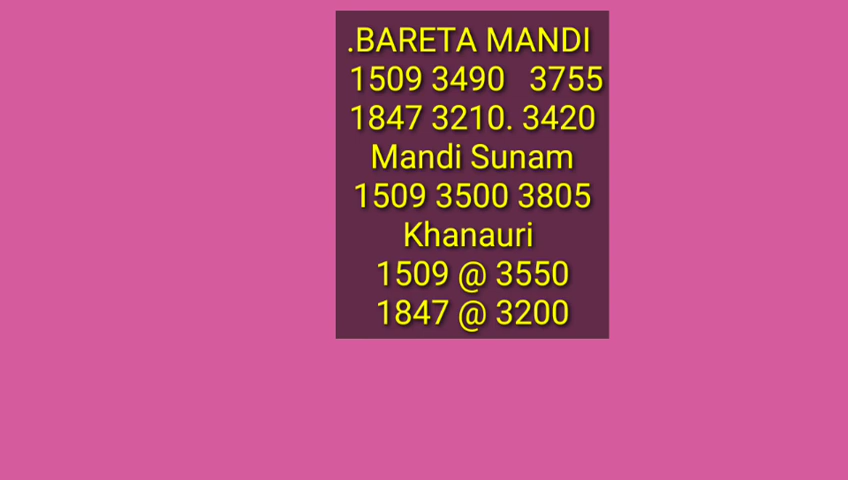 .BARETA MANDI
1509 3490 3755
1847 3210. 3420
Mandi Sunam
1509 3500 3805
Khanauri
1509 @ 3550
1847 @ 3200